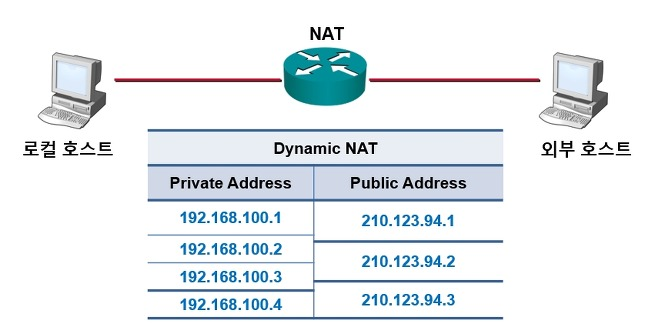 NAT
로컬 호스트
외부 호스트
Dynamic NAT
Private Address Public Address
192.168.100.1
210.123.94.1
192.168.100.2
210.123.94.2
192.168.100.3
210.123.94.3
192.168.100.4